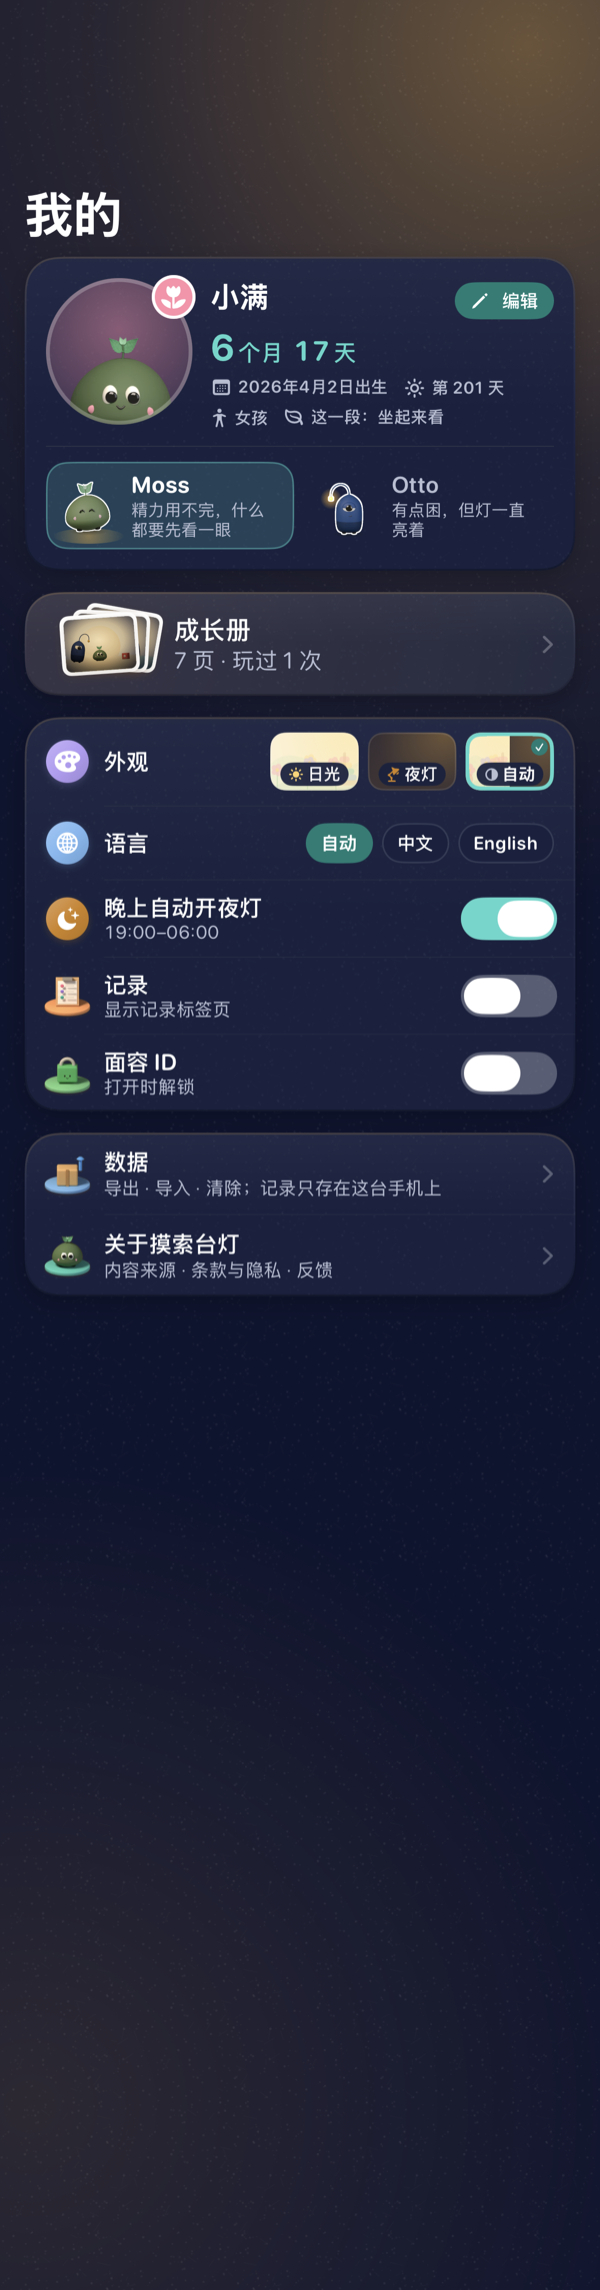 我的
小满
编辑
6个月 17天
2026年4月2日出生 第 201 天
女孩 这一段：坐起来看
Moss
精力用不完，什么
都要先看一眼
Otto
有点困，但灯一直
亮着
成长册
7 页 · 玩过 1 次
外观
日光
夜灯
自动
语言
自动
中文
English
晚上自动开夜灯
19:00–06:00
记录
显示记录标签页
面容 ID
打开时解锁
数据
导出 · 导入 · 清除；记录只存在这台手机上
关于摸索台灯
内容来源 · 条款与隐私 · 反馈